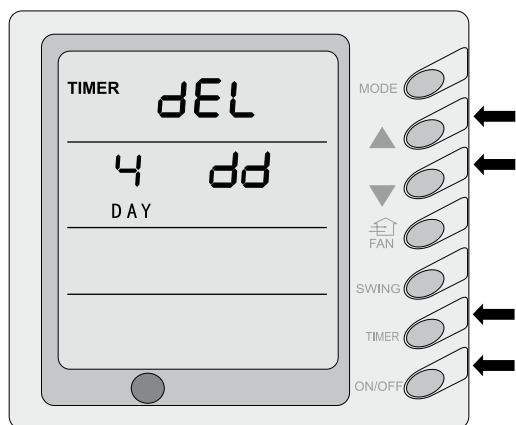 TIMER dEL
4 dd
DAY
MODE
FAN
SWING
TIMER
ON/OFF